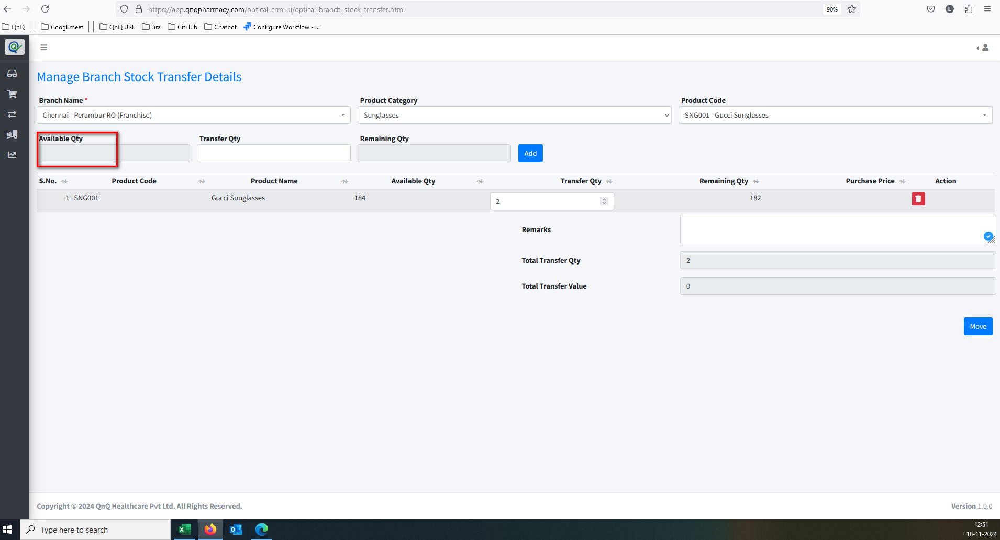 https://app.qnqpharmacy.com/optical-crm-ui/optical_branch_stock_transfer.html 90% L
QnQ Googl meet QnQ URL Jira GitHub Chatbot Configure Workflow - ...
Manage Branch Stock Transfer Details
Branch Name * Product Category Product Code
Chennai - Perambur RO (Franchise) Sunglasses SNG001 - Gucci Sunglasses
Available Qty Transfer Qty Remaining Qty
Add
S.No. Product Code Product Name Available Qty Transfer Qty Remaining Qty Purchase Price Action
1 SNG001 Gucci Sunglasses 184 2 182
Remarks
Total Transfer Qty 2
Total Transfer Value 0
Move
Copyright © 2024 QnQ Healthcare Pvt Ltd. All Rights Reserved. Version 1.0.0
Type here to search 12:51
18-11-2024